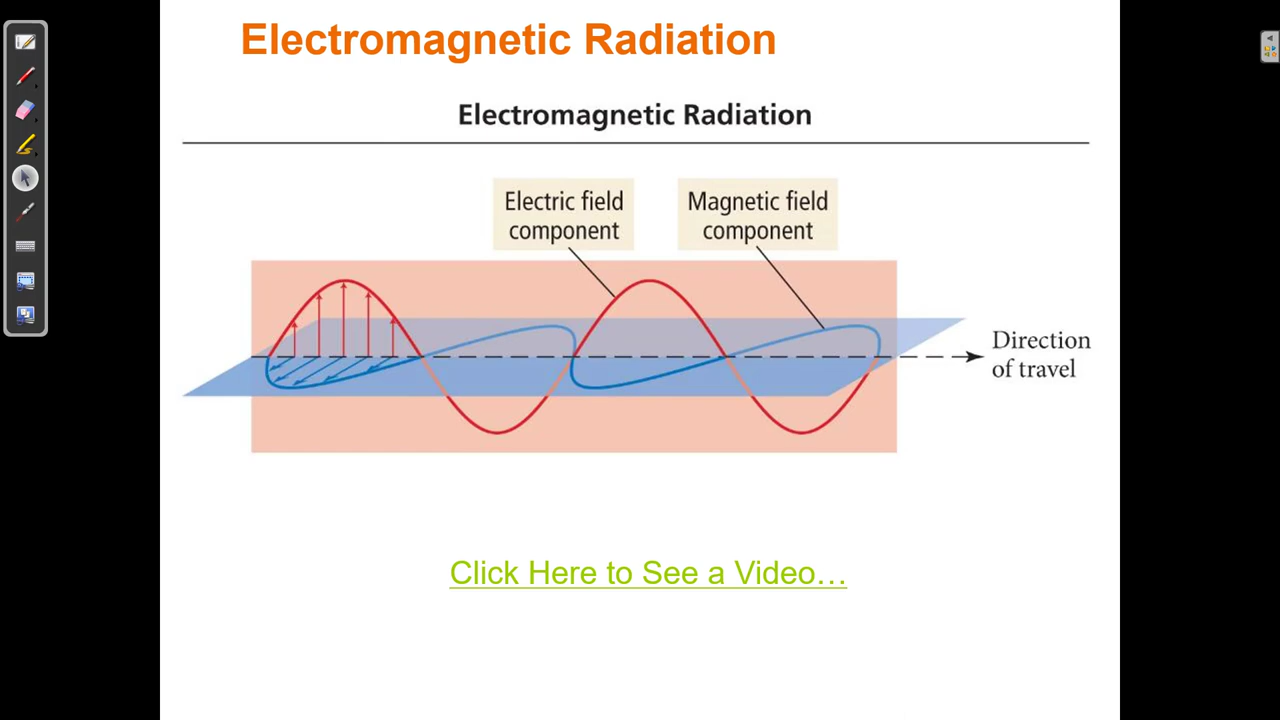 Electromagnetic Radiation
Electromagnetic Radiation
Electric field
component
Magnetic field
component
Direction
of travel
Click Here to See a Video…